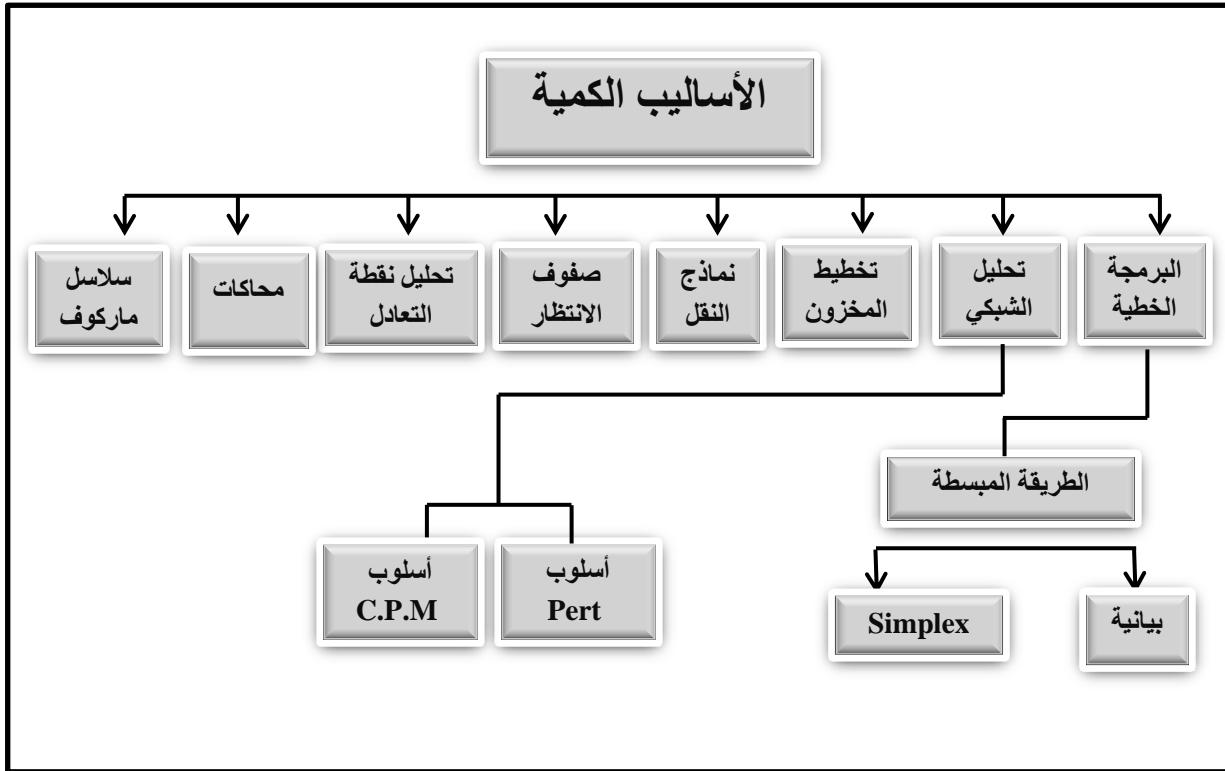 الأساليب الكمية
البرمجة
الخطية
تحليل
الشبكي
تخطيط
المخزون
نماذج
النقل
صفوف
الانتظار
تحليل نقطة
التعادل
محاكات
سلاسل
ماركوف
الطريقة المبسطة
بيانية
Simplex
أسلوب
Pert
أسلوب
C.P.M